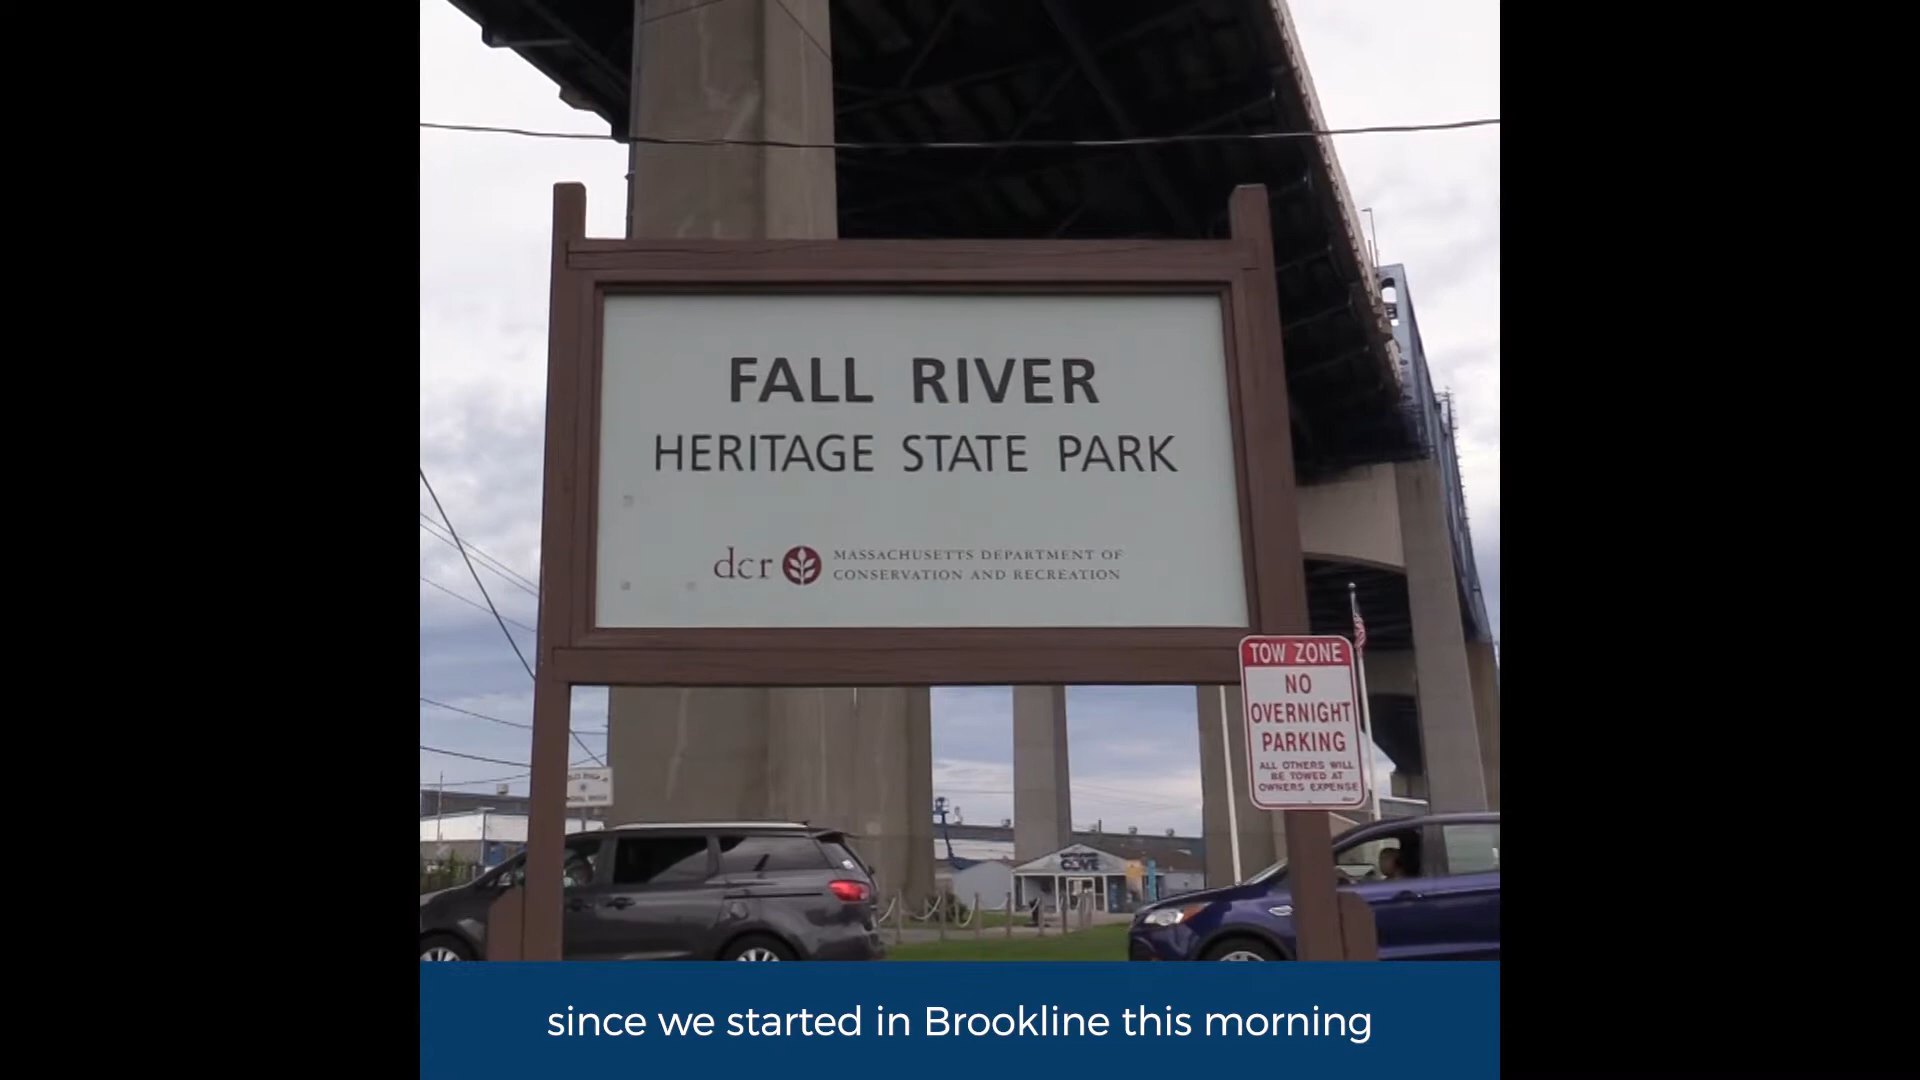 FALL RIVER
HERITAGE STATE PARK
dcr
MASSACHUSETTS DEPARTMENT OF
CONSERVATION AND RECREATION
TOW ZONE
NO
OVERNIGHT
PARKING
ALL OTHERS WILL
BE TOWED AT
OWNERS EXPENSE
COVE
since we started in Brookline this morning